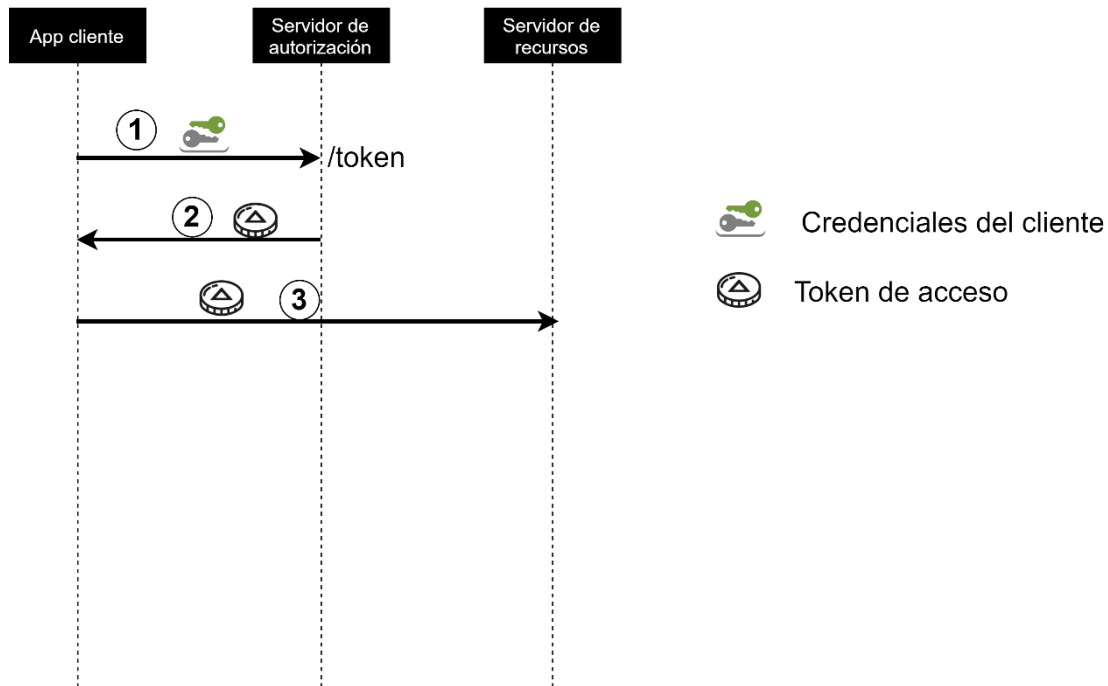 App cliente
Servidor de
autorización
Servidor de
recursos
1
/token
2
3
Credenciales del cliente
Token de acceso